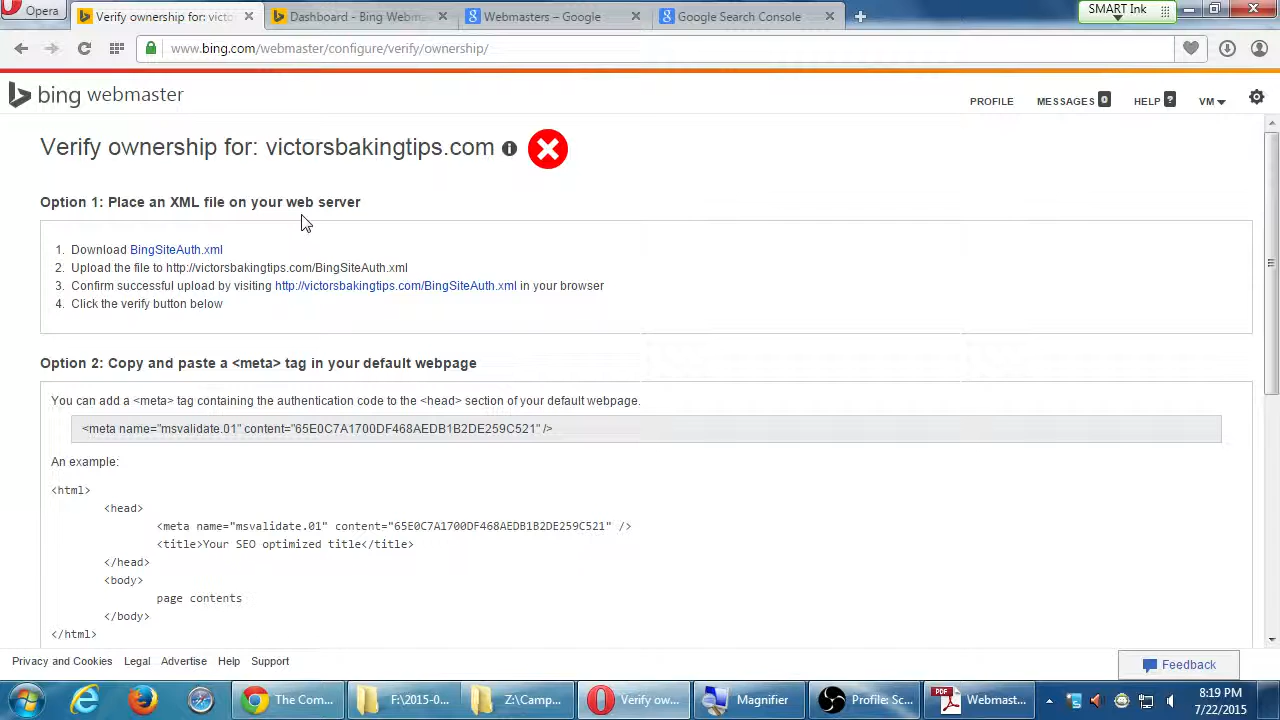 Opera
Verify ownership for: victo
Dashboard - Bing Webm
Webmasters – Google
Google Search Console
SMART Ink
www.bing.com/webmaster/configure/verify/ownership/
bing webmaster
PROFILE
MESSAGES 0
HELP ?
VM
Verify ownership for: victorsbakingtips.com
Option 1: Place an XML file on your web server
1. Download BingSiteAuth.xml
2. Upload the file to http://victorsbakingtips.com/BingSiteAuth.xml
3. Confirm successful upload by visiting http://victorsbakingtips.com/BingSiteAuth.xml in your browser
4. Click the verify button below
Option 2: Copy and paste a <meta> tag in your default webpage
You can add a <meta> tag containing the authentication code to the <head> section of your default webpage.
<meta name="msvalidate.01" content="65E0C7A1700DF468AEDB1B2DE259C521" />
An example:
<html>
<head>
<meta name="msvalidate.01" content="65E0C7A1700DF468AEDB1B2DE259C521" />
<title>Your SEO optimized title</title>
</head>
<body>
page contents
</body>
</html>
Privacy and Cookies Legal Advertise Help Support
Feedback
The Com...
F:\2015-0...
Z:\Camp...
Verify ow...
Magnifier
Profile: Sc...
PDF
Webmast...
8:19 PM
7/22/2015